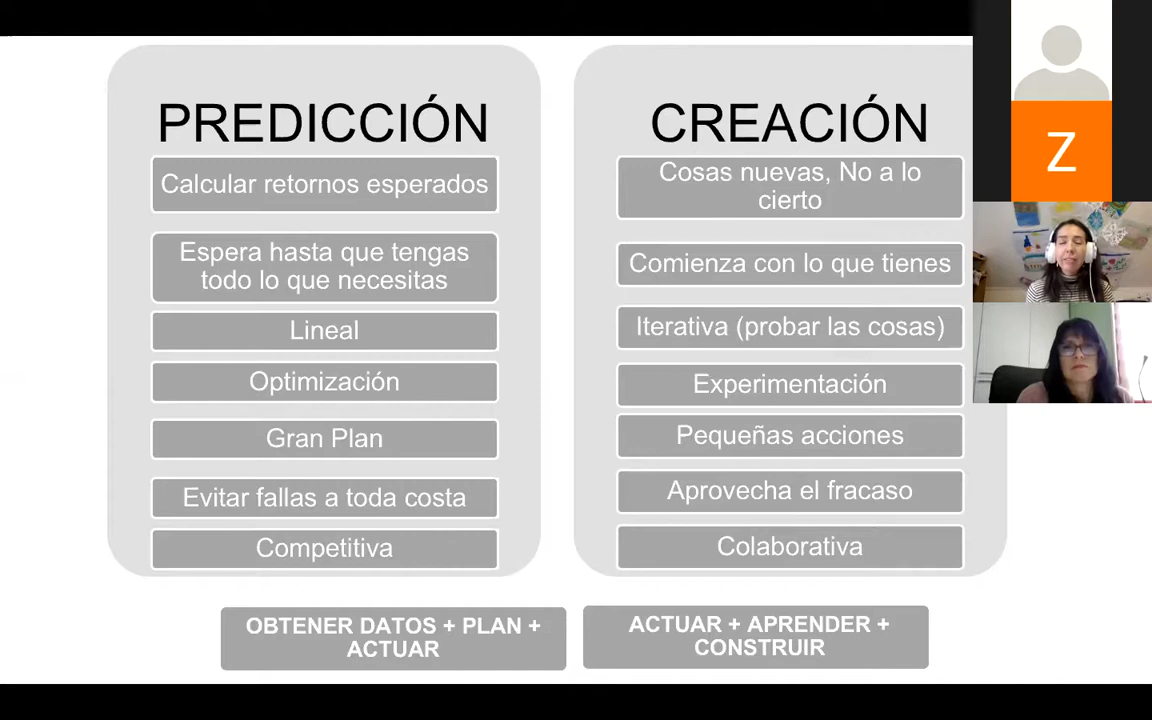 PREDICCIÓN
Calcular retornos esperados
Espera hasta que tengas
todo lo que necesitas
Lineal
Optimización
Gran Plan
Evitar fallas a toda costa
Competitiva
OBTENER DATOS + PLAN +
ACTUAR
CREACIÓN
Cosas nuevas, No a lo
cierto
Comienza con lo que tienes
Iterativa (probar las cosas)
Experimentación
Pequeñas acciones
Aprovecha el fracaso
Colaborativa
ACTUAR + APRENDER +
CONSTRUIR
Z